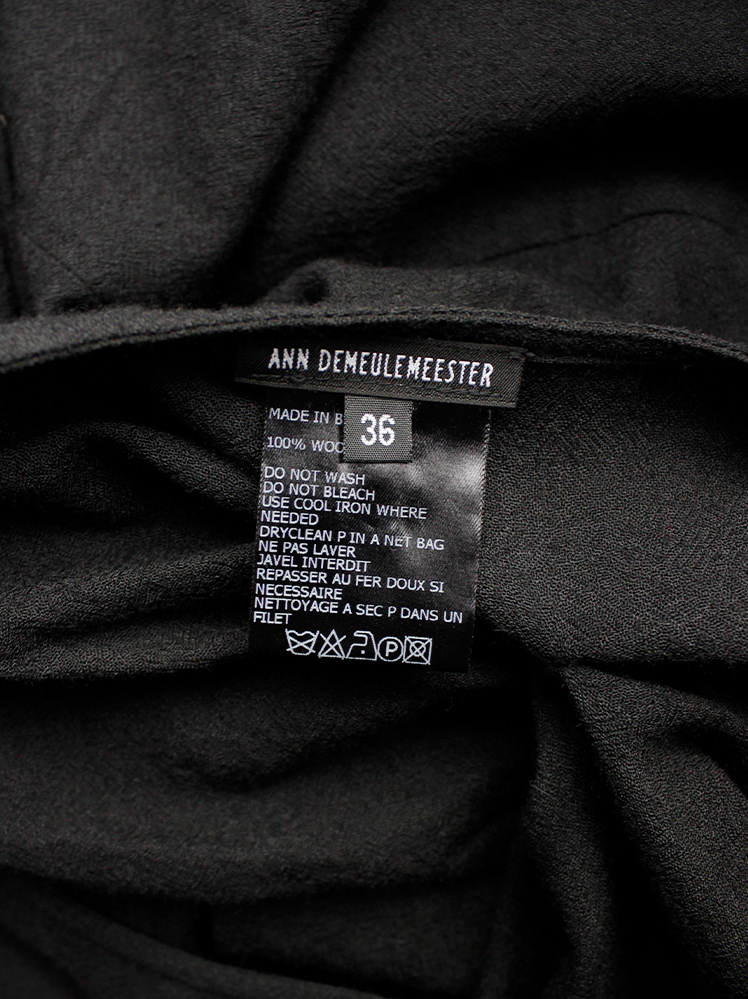 ANN DEMEULEMEESTER
36
MADE IN B
100% WOO
DO NOT WASH
DO NOT BLEACH
USE COOL IRON WHERE
NEEDED
DRYCLEAN P IN A NET BAG
NE PAS LAVER
JAVEL INTERDIT
REPASSER AU FER DOUX SI
NECESSAIRE
NETTOYAGE A SEC P DANS UN
FILET
P